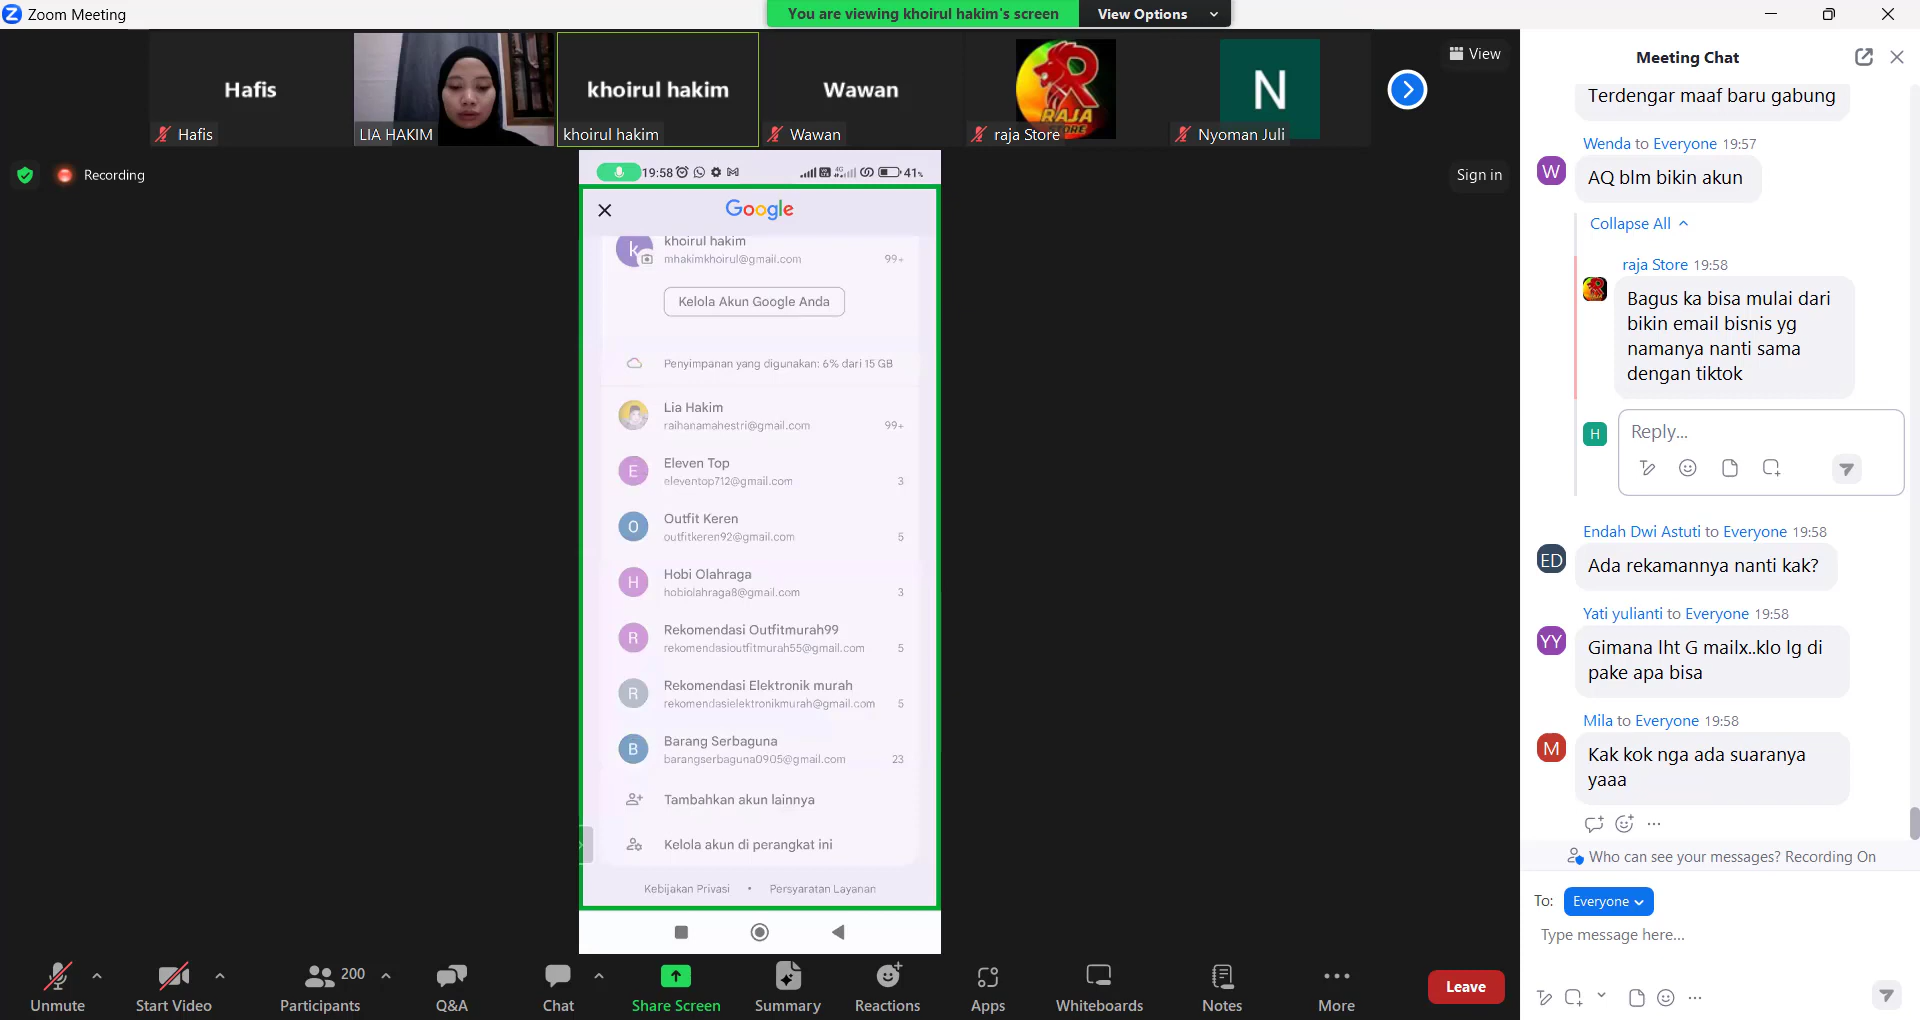 Zoom Meeting
You are viewing khoirul hakim's screen
View Options
View
Hafis
Hafis
LIA HAKIM
khoirul hakim
khoirul hakim
Wawan
Wawan
RAJA
raja Store
N
Nyoman Juli
Recording
Sign in
19:58
41%
Google
k
khoirul hakim
mhakimkhoirul@gmail.com
99+
Kelola Akun Google Anda
Penyimpanan yang digunakan: 6% dari 15 GB
Lia Hakim
raihanamahestri@gmail.com
99+
E
Eleven Top
eleventop712@gmail.com
3
O
Outfit Keren
outfitkeren92@gmail.com
5
H
Hobi Olahraga
hobiolahraga8@gmail.com
3
R
Rekomendasi Outfitmurah99
rekomendasioutfitmurah55@gmail.com
5
R
Rekomendasi Elektronik murah
rekomendasielektronikmurah@gmail.com
5
B
Barang Serbaguna
barangserbaguna0905@gmail.com
23
Tambahkan akun lainnya
Kelola akun di perangkat ini
Kebijakan Privasi • Persyaratan Layanan
Meeting Chat
Terdengar maaf baru gabung
Wenda to Everyone 19:57
W
AQ blm bikin akun
Collapse All
raja Store 19:58
Bagus ka bisa mulai dari
bikin email bisnis yg
namanya nanti sama
dengan tiktok
H
Reply...
Endah Dwi Astuti to Everyone 19:58
ED
Ada rekamannya nanti kak?
Yati yulianti to Everyone 19:58
YY
Gimana lht G mailx..klo lg di
pake apa bisa
Mila to Everyone 19:58
M
Kak kok nga ada suaranya
yaaa
Who can see your messages? Recording On
To: Everyone
Type message here...
Unmute
Start Video
200
Participants
Q&A
Chat
Share Screen
Summary
Reactions
Apps
Whiteboards
Notes
More
Leave